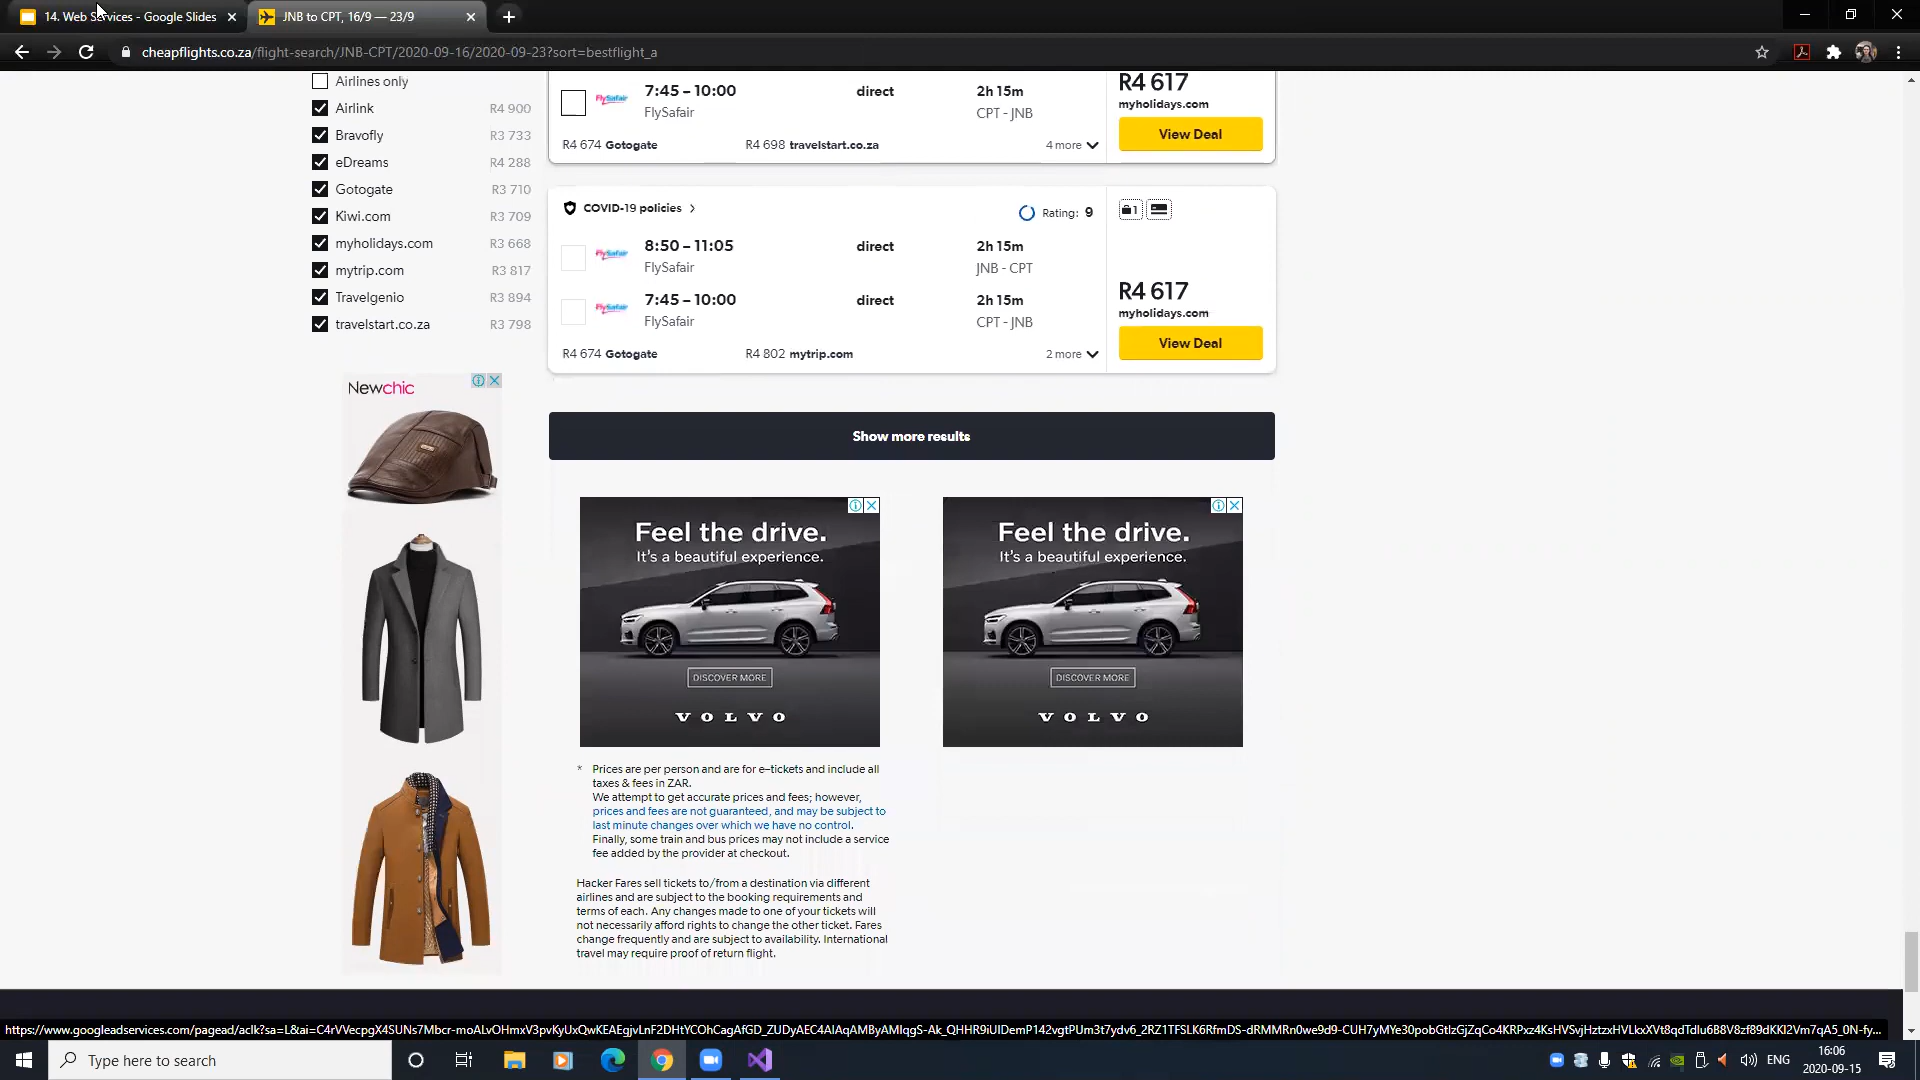 14. Web Services - Google Slides
JNB to CPT, 16/9 — 23/9
cheapflights.co.za/flight-search/JNB-CPT/2020-09-16/2020-09-23?sort=bestflight_a
Airlines only
Airlink R4 900
Bravofly R3 733
eDreams R4 288
Gotogate R3 710
Kiwi.com R3 709
myholidays.com R3 668
mytrip.com R3 817
Travelgenio R3 894
travelstart.co.za R3 798
FlySafair 7:45 – 10:00 direct 2h 15m
FlySafair CPT - JNB
R4 674 Gotogate R4 698 travelstart.co.za 4 more
R4 617
myholidays.com
View Deal
COVID-19 policies
Rating: 9
1
FlySafair 8:50 – 11:05 direct 2h 15m
FlySafair JNB - CPT
FlySafair 7:45 – 10:00 direct 2h 15m
FlySafair CPT - JNB
R4 674 Gotogate R4 802 mytrip.com 2 more
R4 617
myholidays.com
View Deal
Newchic
Show more results
Feel the drive.
It's a beautiful experience.
DISCOVER MORE
VOLVO
Feel the drive.
It's a beautiful experience.
DISCOVER MORE
VOLVO
* Prices are per person and are for e-tickets and include all
taxes & fees in ZAR.
We attempt to get accurate prices and fees; however,
prices and fees are not guaranteed, and may be subject to
last minute changes over which we have no control.
Finally, some train and bus prices may not include a service
fee added by the provider at checkout.
Hacker Fares sell tickets to/from a destination via different
airlines and are subject to the booking requirements and
terms of each. Any changes made to one of your tickets will
not necessarily afford rights to change the other ticket. Fares
change frequently and are subject to availability. International
travel may require proof of return flight.
Type here to search
ENG
16:06
2020-09-15